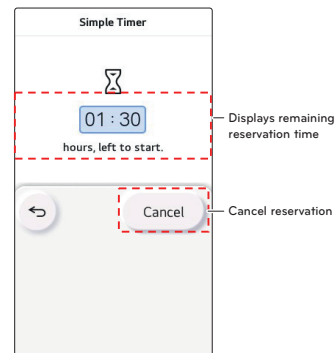 Simple Timer
01 : 30
hours, left to start.
Displays remaining
reservation time
Cancel
Cancel reservation